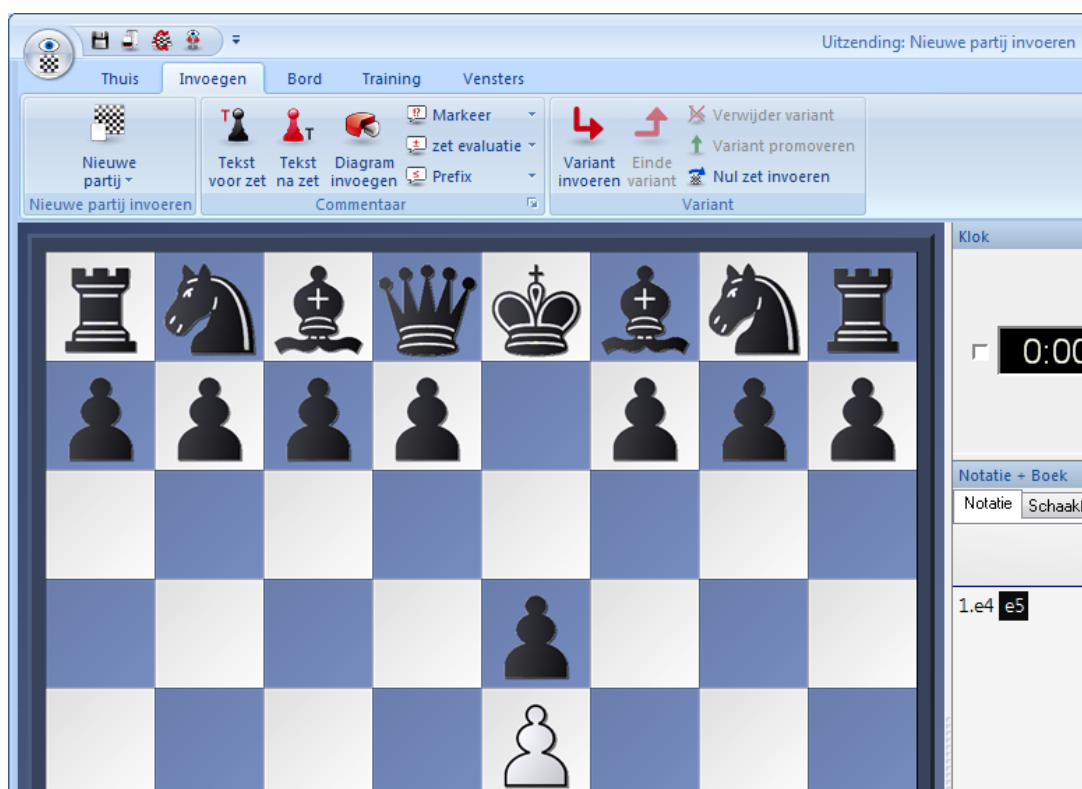 Uitzending: Nieuwe partij invoeren
Thuis Invoegen Bord Training Vensters
Nieuwe
partij
Nieuwe partij invoeren
T
Tekst
voor zet
T
Tekst
na zet
Diagram
invoegen
!? Markeer
± zet evaluatie
≤ Prefix
Commentaar
Variant
invoeren
Einde
variant
Verwijder variant
Variant promoveren
Nul zet invoeren
Variant
Klok
0:00
Notatie + Boek
Notatie
1.e4 e5